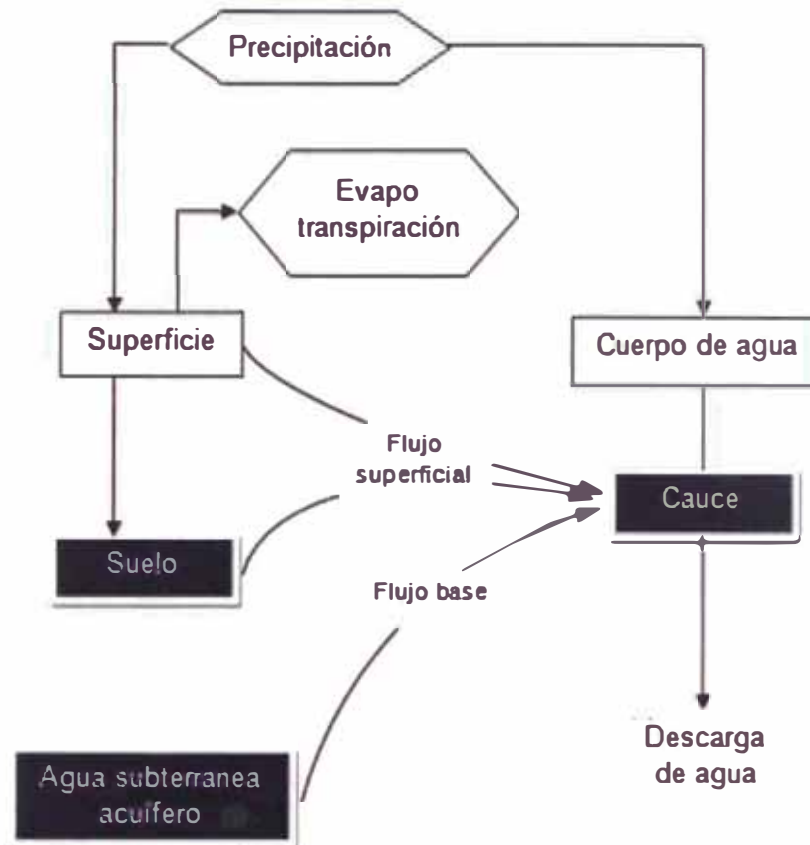 Precipitación
Evapo
transpiración
Superficie
Cuerpo de agua
Flujo
superficial
Cauce
Suelo
Flujo base
Descarga
de agua
Agua subterranea
acuifero